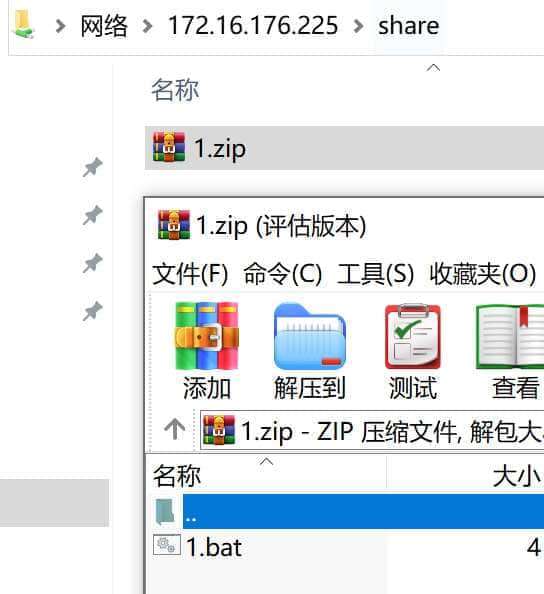 网络 > 172.16.176.225 > share
名称
1.zip
1.zip (评估版本)
文件(F) 命令(C) 工具(S) 收藏夹(O)
添加 解压到 测试 查看
1.zip - ZIP 压缩文件, 解包大
名称 大小
..
1.bat 4